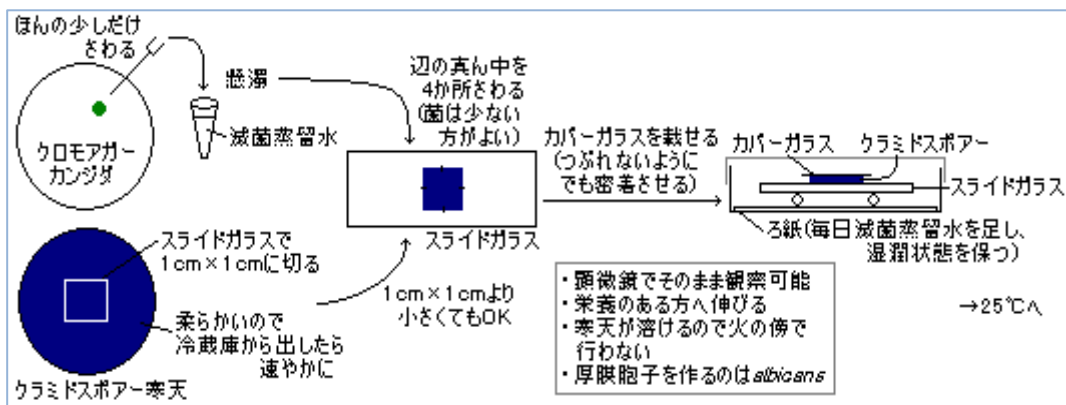 ほんの少しだけ
さわる
クロモアガー
カンジダ
懸濁
滅菌蒸留水
辺の真ん中を
4か所さわる
(菌は少ない
方がよい)
スライドガラス
カバーガラスを載せる
(つぶれないように
でも密着させる)
カバーガラス
クラミドスポアー
スライドガラス
ろ紙(毎日滅菌蒸留水を足し、
湿潤状態を保つ)
スライドガラスで
1cm×1cmに切る
柔らかいので
冷蔵庫から出したら
速やかに
クラミドスポアー寒天
1cm×1cmより
小さくてもOK
・顕微鏡でそのまま観察可能
・栄養のある方へ伸びる
・寒天が溶けるので火の傍で
行わない
・厚膜胞子を作るのはalbicans
→25℃へ